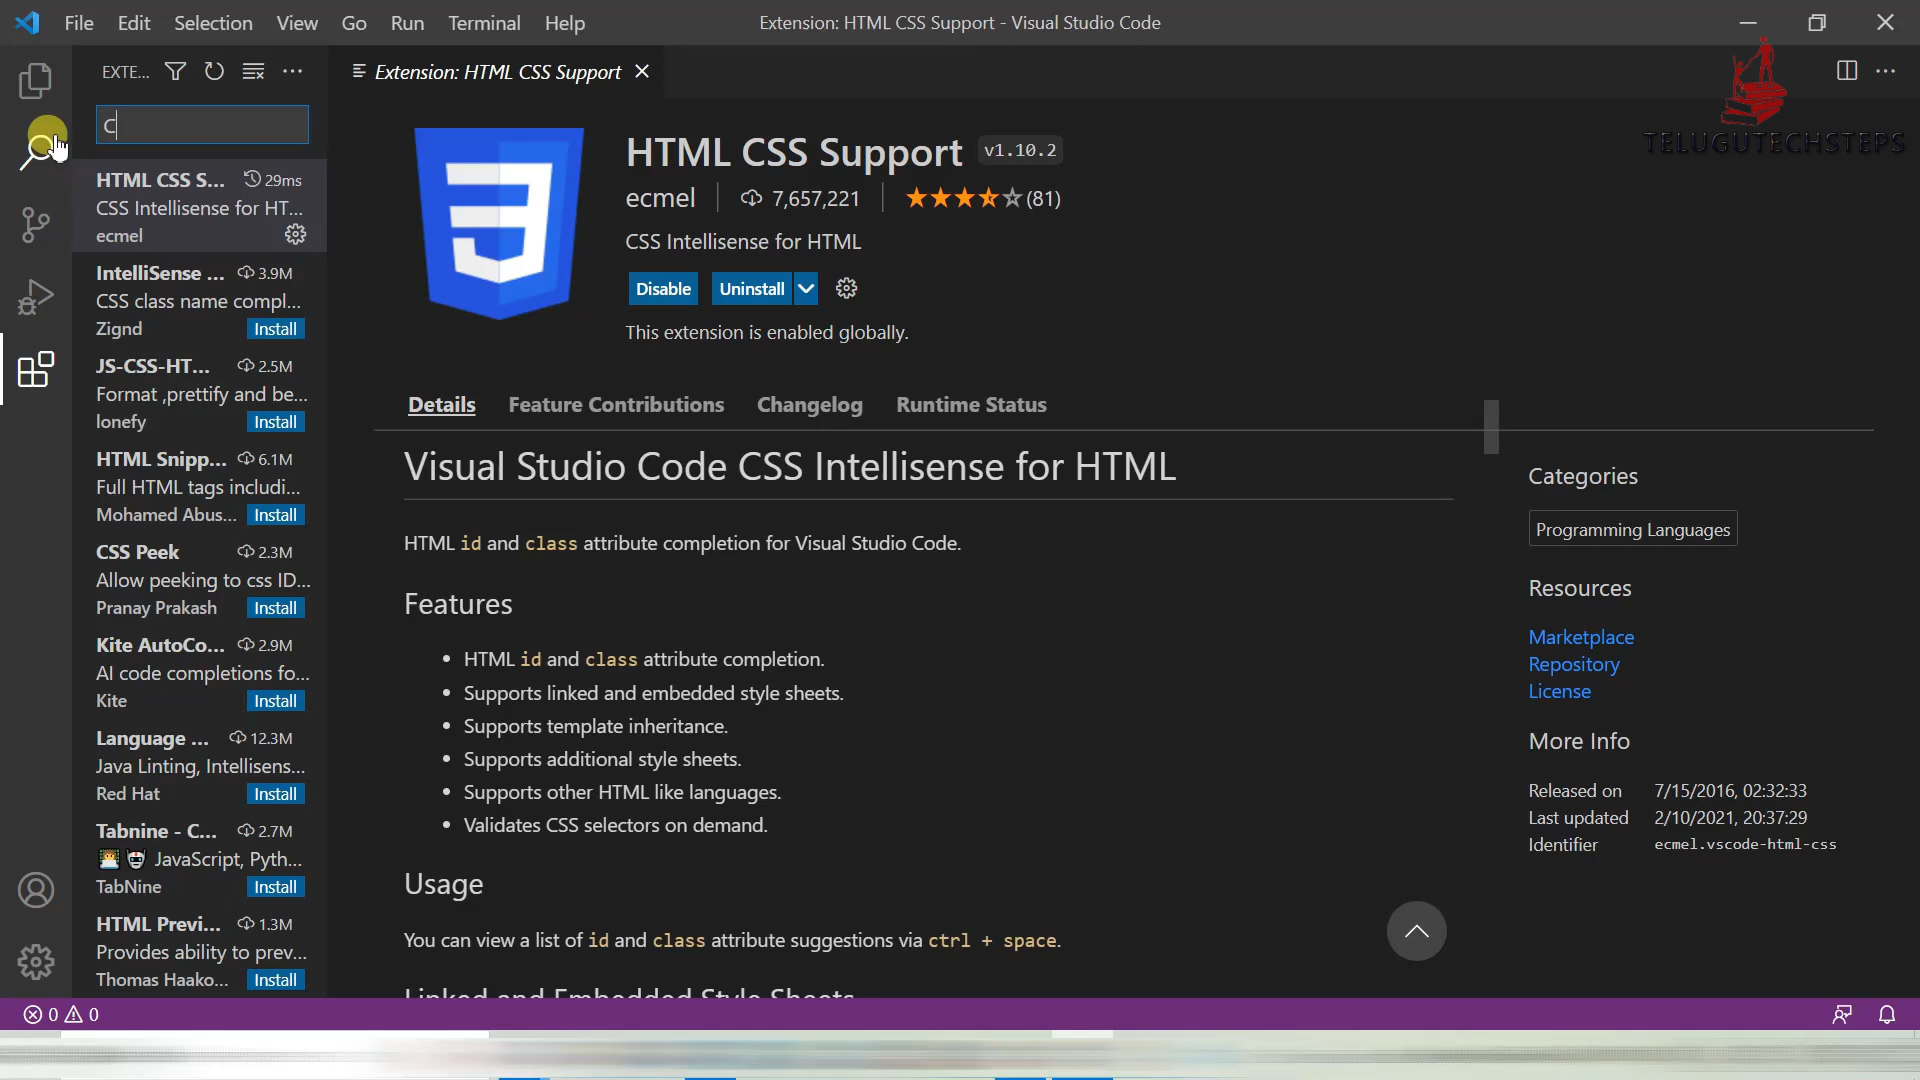 File Edit Selection View Go Run Terminal Help
Extension: HTML CSS Support - Visual Studio Code
EXTE...
Extension: HTML CSS Support
TELUGUTECHSTEPS
C
HTML CSS S... 29ms
CSS Intellisense for HT...
ecmel
IntelliSense ... 3.9M
CSS class name compl...
Zignd Install
JS-CSS-HT... 2.5M
Format ,prettify and be...
lonefy Install
HTML Snipp... 6.1M
Full HTML tags includi...
Mohamed Abus... Install
CSS Peek 2.3M
Allow peeking to css ID...
Pranay Prakash Install
Kite AutoCo... 2.9M
AI code completions fo...
Kite Install
Language ... 12.3M
Java Linting, Intellisens...
Red Hat Install
Tabnine - C... 2.7M
JavaScript, Pyth...
TabNine Install
HTML Previ... 1.3M
Provides ability to prev...
Thomas Haako... Install
HTML CSS Support v1.10.2
ecmel 7,657,221 (81)
CSS Intellisense for HTML
Disable Uninstall
This extension is enabled globally.
Details Feature Contributions Changelog Runtime Status
Visual Studio Code CSS Intellisense for HTML
HTML id and class attribute completion for Visual Studio Code.
Features
• HTML id and class attribute completion.
• Supports linked and embedded style sheets.
• Supports template inheritance.
• Supports additional style sheets.
• Supports other HTML like languages.
• Validates CSS selectors on demand.
Usage
You can view a list of id and class attribute suggestions via ctrl + space.
Linked and Embedded Style Sheets
Categories
Programming Languages
Resources
Marketplace
Repository
License
More Info
Released on 7/15/2016, 02:32:33
Last updated 2/10/2021, 20:37:29
Identifier ecmel.vscode-html-css
0 0